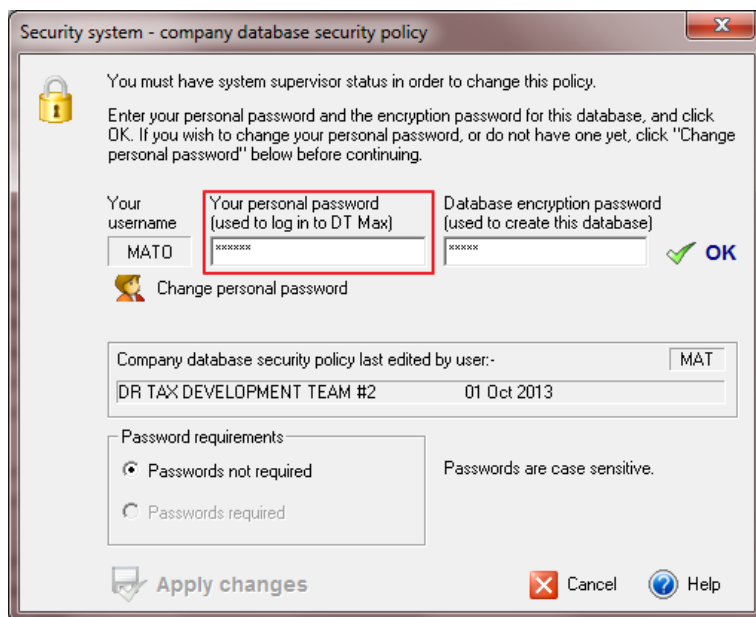 Security system - company database security policy
You must have system supervisor status in order to change this policy.
Enter your personal password and the encryption password for this database, and click
OK. If you wish to change your personal password, or do not have one yet, click "Change
personal password" below before continuing.
Your personal password
Database encryption password
Your
username
(used to log in to DT Max)
(used to create this database)
MATO
xxxxxx
xxxxx
OK
Change personal password
Company database security policy last edited by user:-
MAT
DR TAX DEVELOPMENT TEAM #2 01 Oct 2013
Password requirements
Passwords not required
Passwords are case sensitive.
Passwords required
Apply changes
Cancel
Help